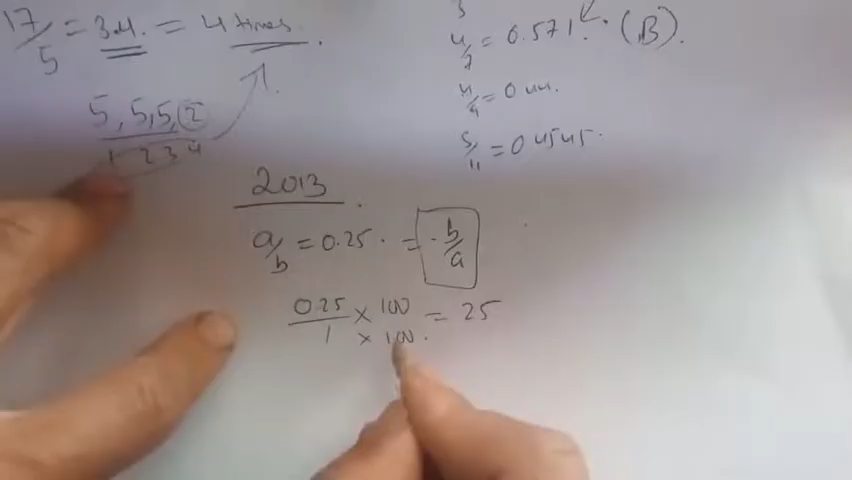 17/5 = 3.4. = 4 times.
5, 5, 5, 2
1 2 3 4
3
4/7 = 0.571. (B).
4/9 = 0.44.
5/11 = 0.4545.
2013
a/b = 0.25. = b/a
0.25/1 × 100 = 25
× 100.